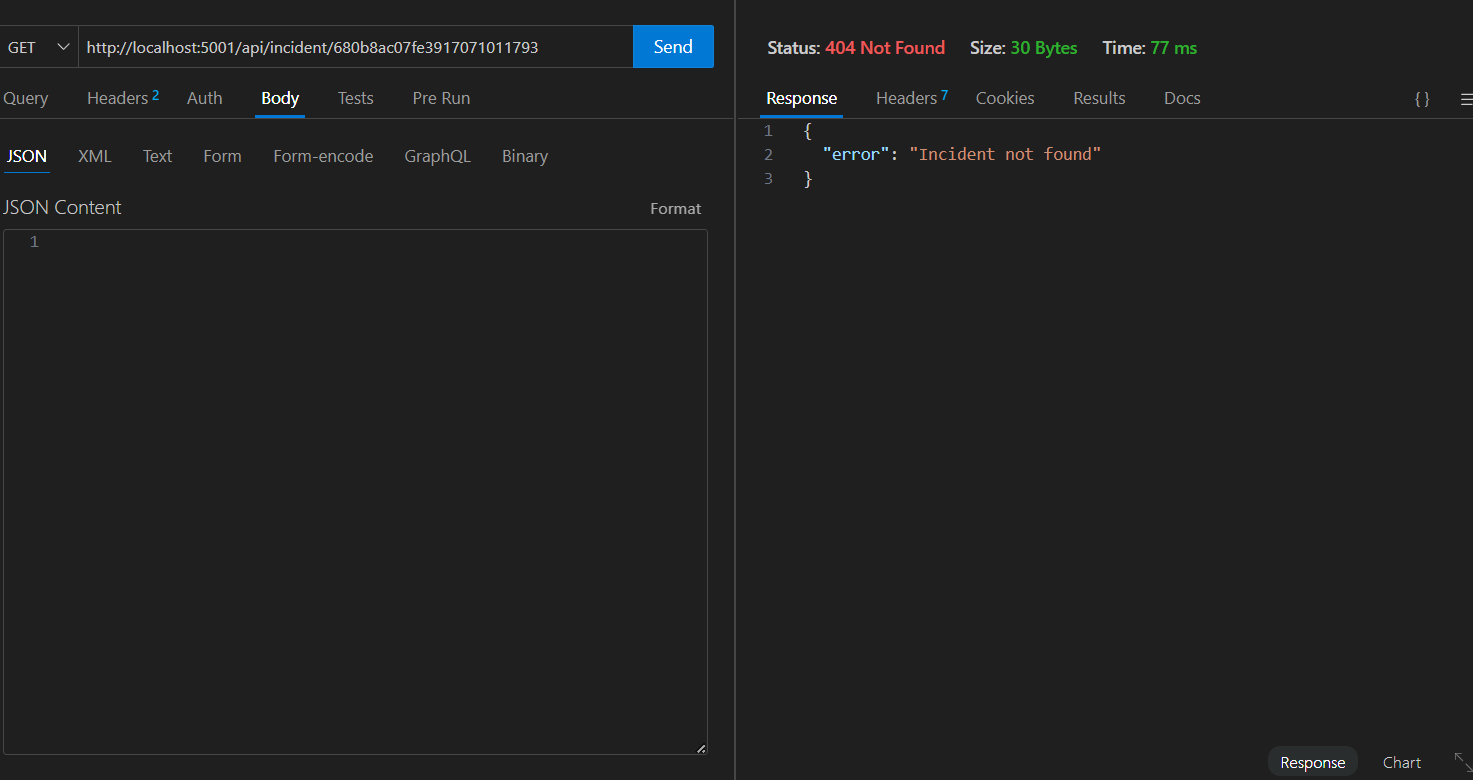 GET http://localhost:5001/api/incident/680b8ac07fe3917071011793 Send
Query Headers 2 Auth Body Tests Pre Run
JSON XML Text Form Form-encode GraphQL Binary
JSON Content Format
1
Status: 404 Not Found Size: 30 Bytes Time: 77 ms
Response Headers 7 Cookies Results Docs { }
1 {
2 "error": "Incident not found"
3 }
Response Chart